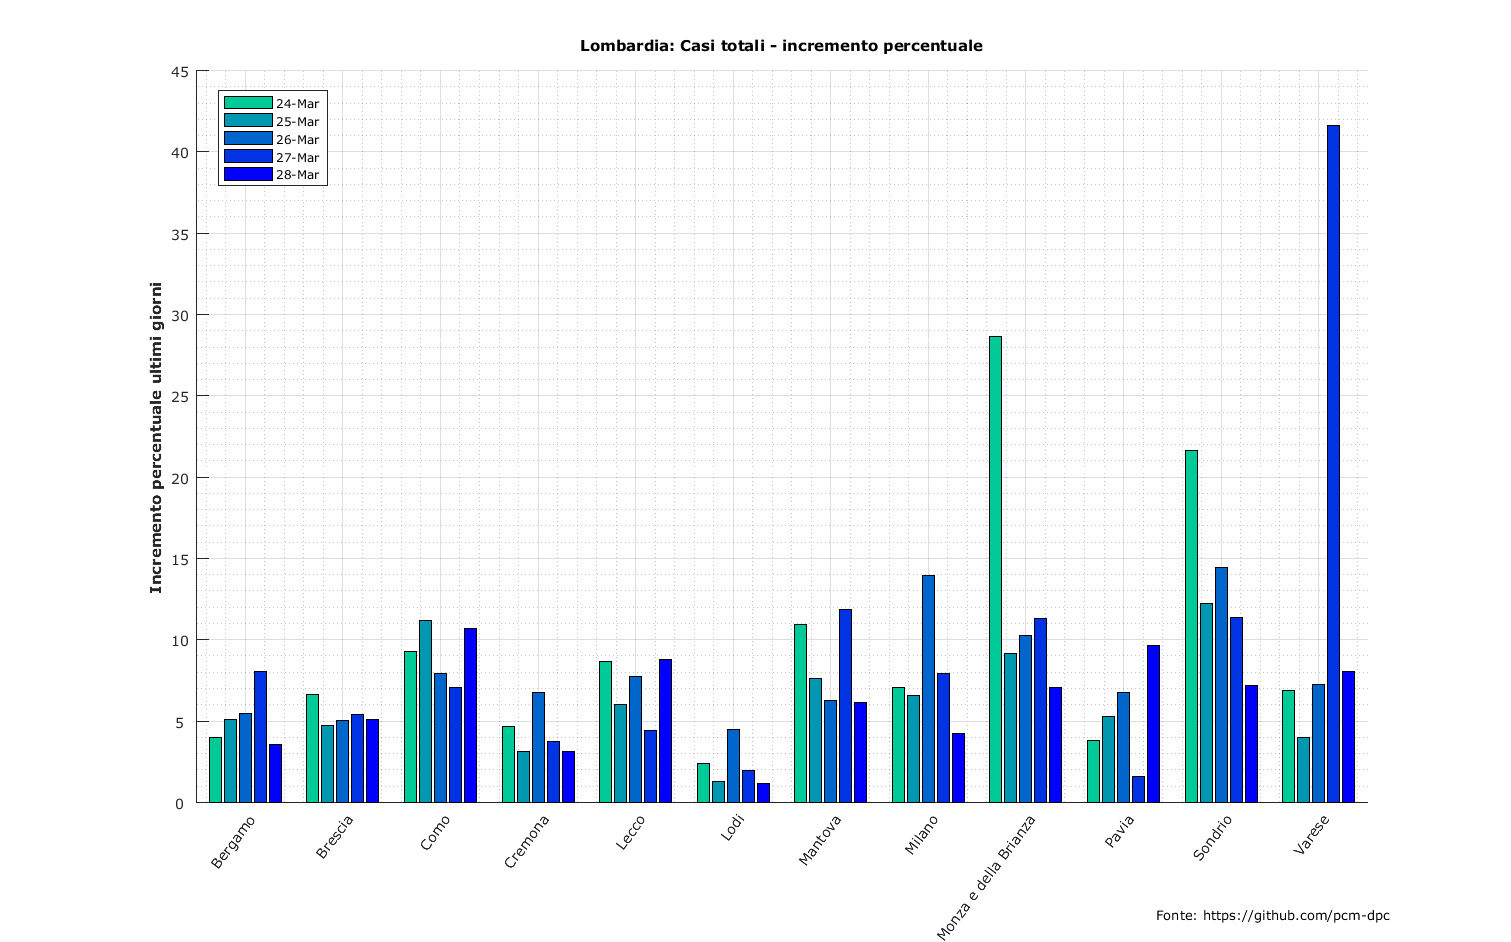 Lombardia: Casi totali - incremento percentuale
45
40
35
30
25
20
15
10
5
0
Incremento percentuale ultimi giorni
24-Mar
25-Mar
26-Mar
27-Mar
28-Mar
Bergamo
Brescia
Como
Cremona
Lecco
Lodi
Mantova
Milano
Monza e della Brianza
Pavia
Sondrio
Varese
Fonte: https://github.com/pcm-dpc